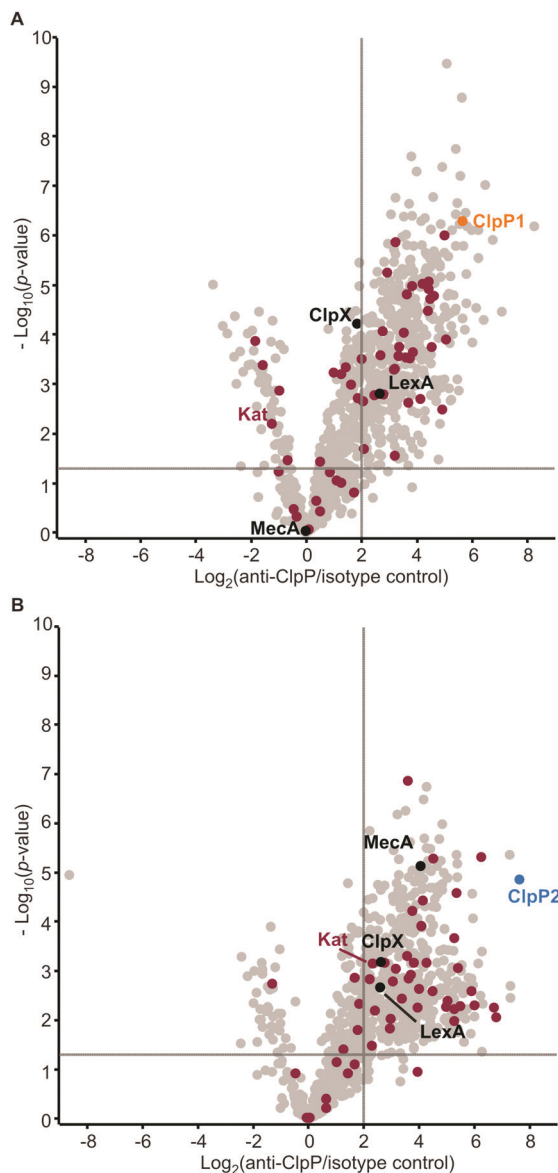 A
10
9
8
7
6
5
4
3
2
1
0
- Log10(p-value)
ClpP1
ClpX
LexA
Kat
MecA
-8
-6
-4
-2
0
2
4
6
8
Log2(anti-ClpP/isotype control)
B
10
9
8
7
6
5
4
3
2
1
0
- Log10(p-value)
MecA
ClpP2
Kat
ClpX
LexA
-8
-6
-4
-2
0
2
4
6
8
Log2(anti-ClpP/isotype control)